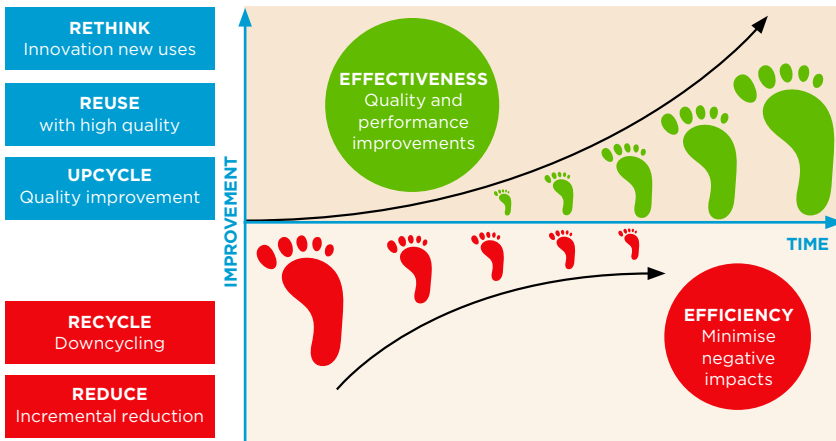 RETHINK
Innovation new uses
REUSE
with high quality
UPCYCLE
Quality improvement
RECYCLE
Downcycling
REDUCE
Incremental reduction
IMPROVEMENT
EFFECTIVENESS
Quality and
performance
improvements
TIME
EFFICIENCY
Minimise
negative
impacts